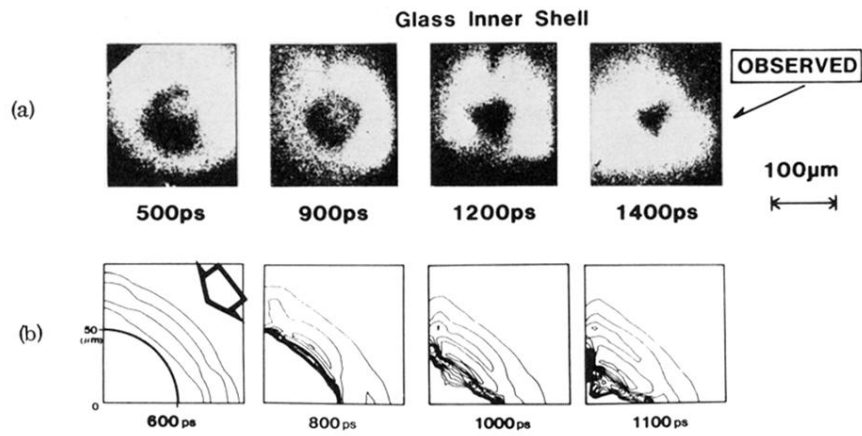 Glass Inner Shell
OBSERVED
(a)
100μm
500ps
900ps
1200ps
1400ps
(b)
50
(μm)
0
600ps
800ps
1000ps
1100ps